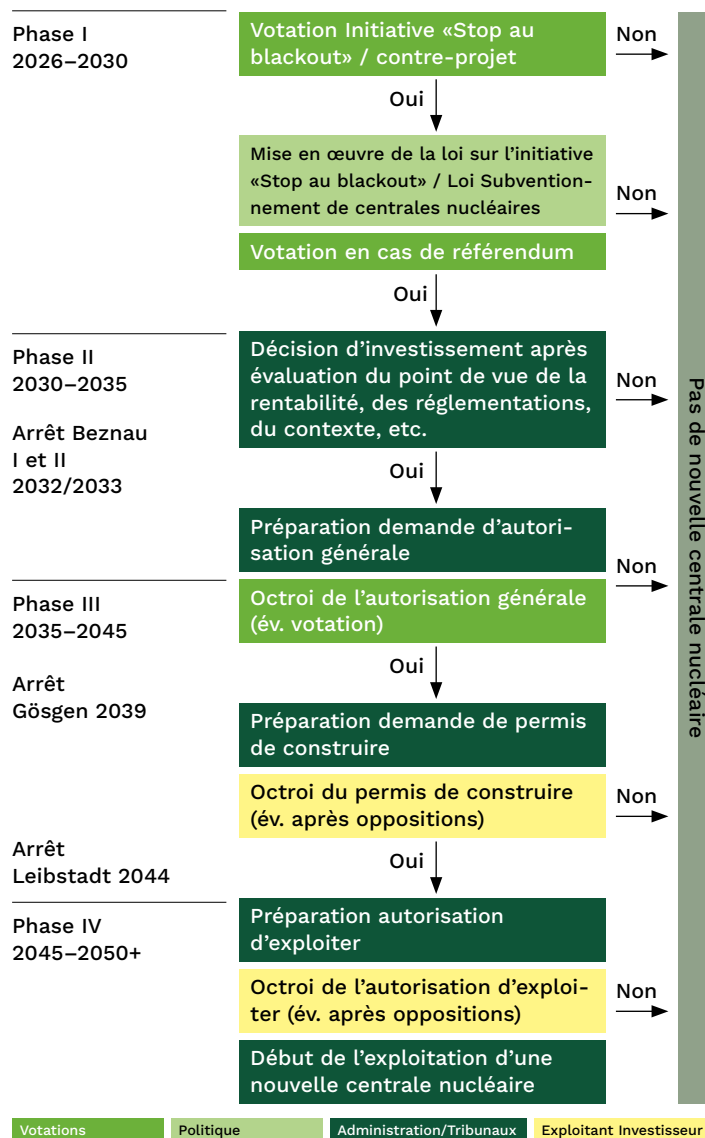 Phase I
2026–2030
Votation Initiative «Stop au
blackout» / contre-projet
Non
Oui
Mise en œuvre de la loi sur l’initiative
«Stop au blackout» / Loi Subvention-
nement de centrales nucléaires
Non
Votation en cas de référendum
Oui
Phase II
2030–2035
Arrêt Beznau
I et II
2032/2033
Décision d’investissement après
évaluation du point de vue de la
rentabilité, des réglementations,
du contexte, etc.
Non
Oui
Préparation demande d’autori-
sation générale
Non
Phase III
2035–2045
Octroi de l’autorisation générale
(év. votation)
Oui
Arrêt
Gösgen 2039
Préparation demande de permis
de construire
Octroi du permis de construire
(év. après oppositions)
Non
Arrêt
Leibstadt 2044
Oui
Phase IV
2045–2050+
Préparation autorisation
d’exploiter
Octroi de l’autorisation d’exploi-
ter (év. après oppositions)
Non
Début de l’exploitation d’une
nouvelle centrale nucléaire
Pas de nouvelle centrale nucléaire
Votations
Politique
Administration/Tribunaux
Exploitant Investisseur